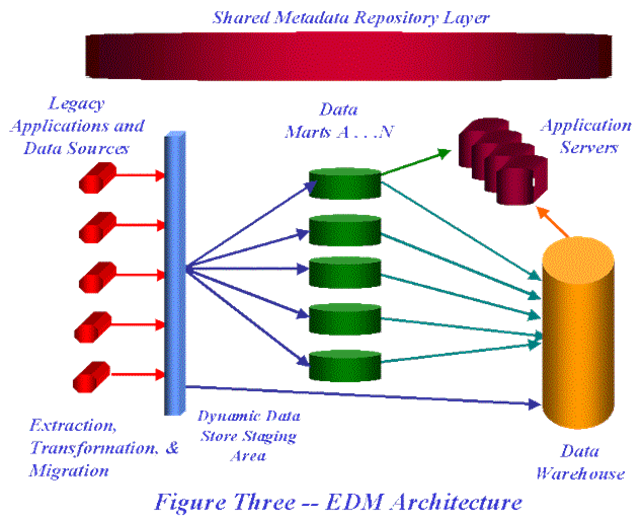 Shared Metadata Repository Layer
Legacy
Applications and
Data Sources
Data
Marts A . . . N
Application
Servers
Extraction,
Transformation, &
Migration
Dynamic Data
Store Staging
Area
Data
Warehouse
Figure Three -- EDM Architecture